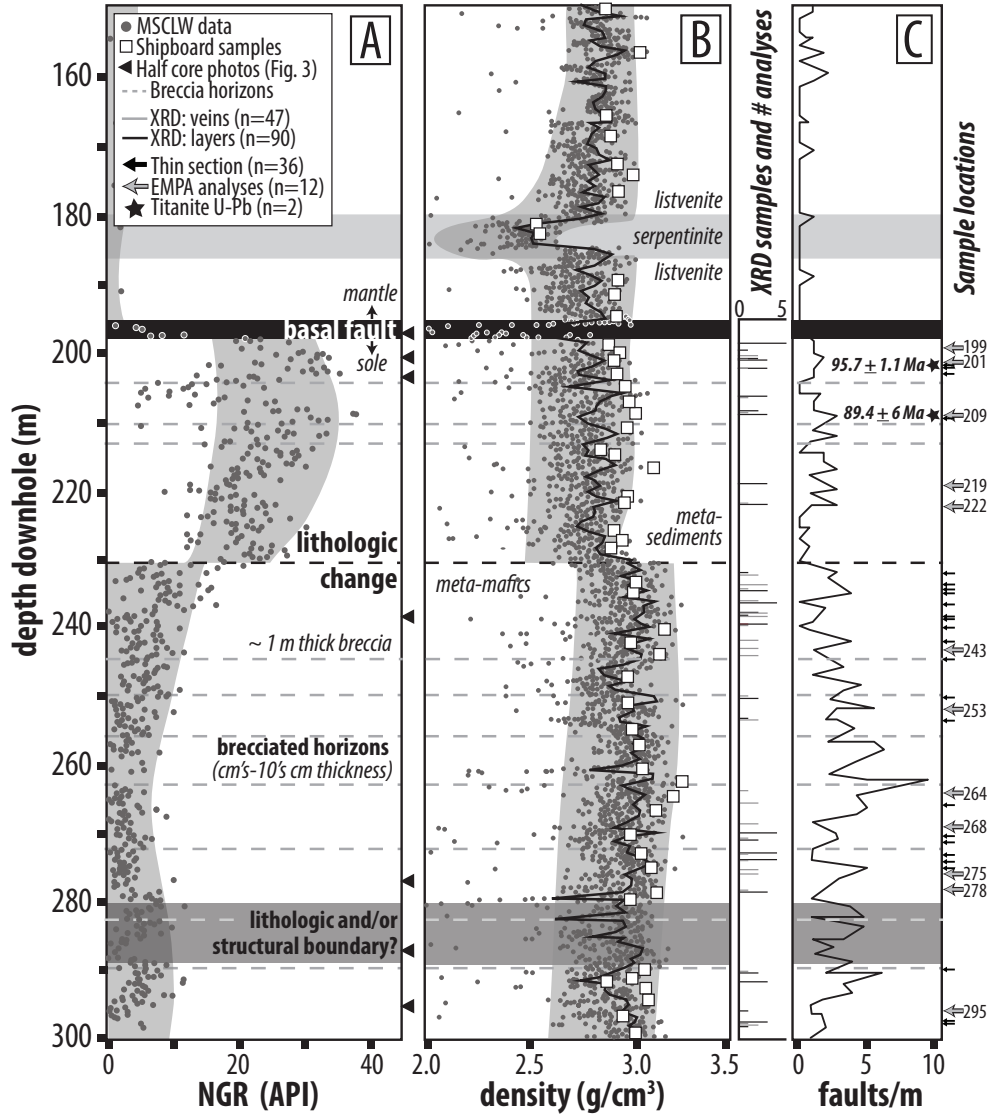 A
B
C
MSCLW data
Shipboard samples
Half core photos (Fig. 3)
Breccia horizons
XRD: veins (n=47)
XRD: layers (n=90)
Thin section (n=36)
EMPA analyses (n=12)
Titanite U-Pb (n=2)
XRD samples and # analyses
Sample locations
depth downhole (m)
160
180
200
220
240
260
280
300
listvenite
serpentinite
listvenite
mantle
basal fault
sole
0 5
95.7 ± 1.1 Ma
89.4 ± 6 Ma
199
201
209
219
222
243
253
264
268
275
278
295
lithologic
change
meta-
sediments
meta-mafics
~ 1 m thick breccia
brecciated horizons
(cm's-10's cm thickness)
lithologic and/or
structural boundary?
0 10 20 30 40
NGR (API)
2.0 2.5 3.0 3.5
density (g/cm³)
0 5 10
faults/m